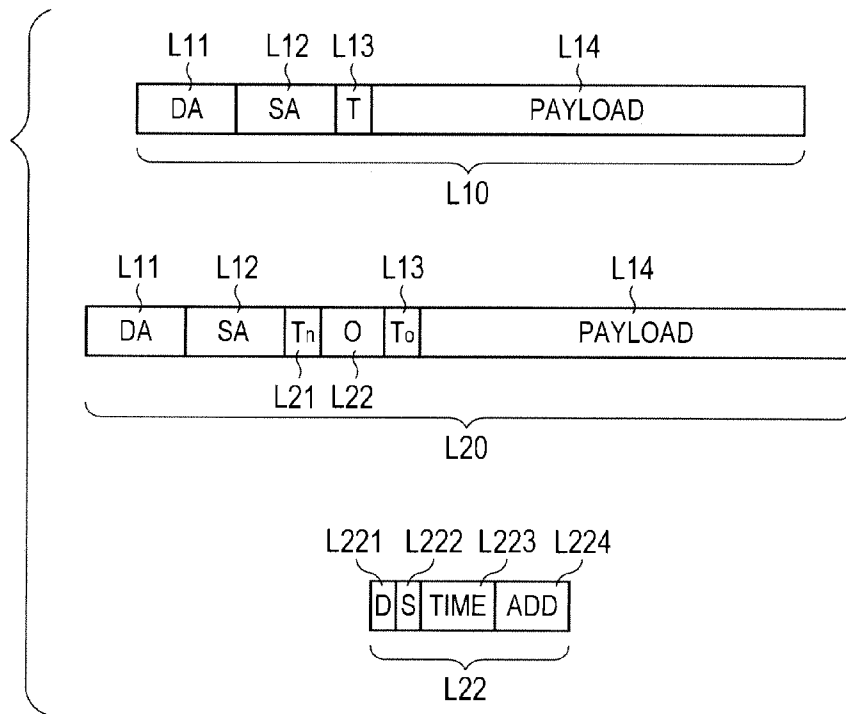 L11 L12 L13 L14
DA SA T PAYLOAD
L10
L11 L12 L13 L14
DA SA Tn O To PAYLOAD
L21 L22
L20
L221 L222 L223 L224
D S TIME ADD
L22